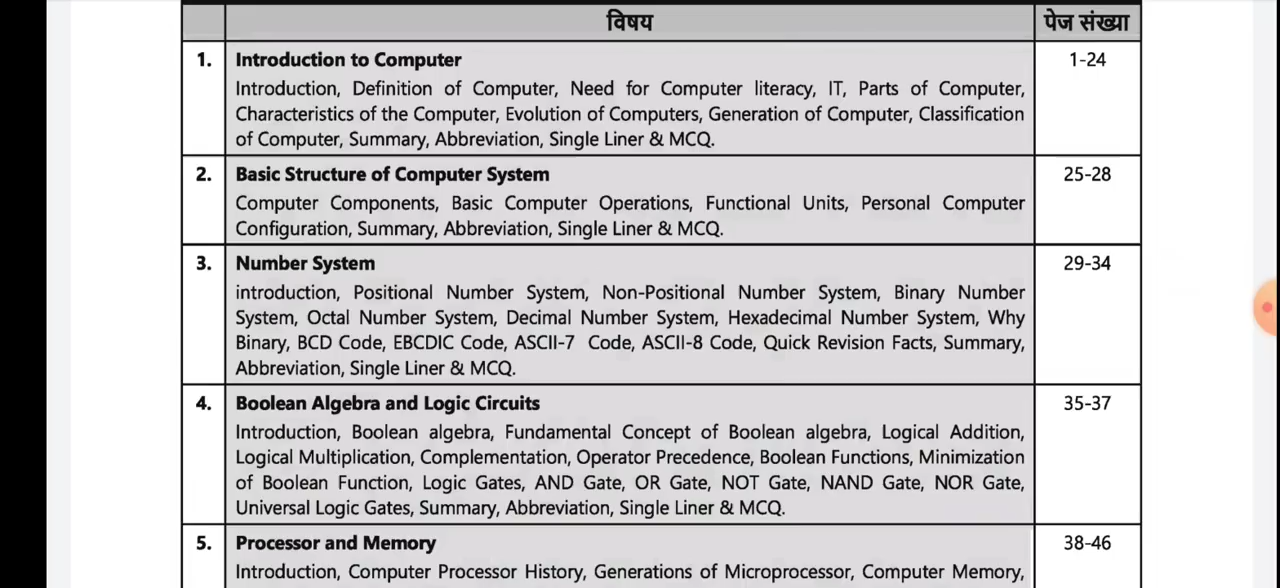 विषय पेज संख्या
1. Introduction to Computer 1-24
Introduction, Definition of Computer, Need for Computer literacy, IT, Parts of Computer,
Characteristics of the Computer, Evolution of Computers, Generation of Computer, Classification
of Computer, Summary, Abbreviation, Single Liner & MCQ.
2. Basic Structure of Computer System 25-28
Computer Components, Basic Computer Operations, Functional Units, Personal Computer
Configuration, Summary, Abbreviation, Single Liner & MCQ.
3. Number System 29-34
introduction, Positional Number System, Non-Positional Number System, Binary Number
System, Octal Number System, Decimal Number System, Hexadecimal Number System, Why
Binary, BCD Code, EBCDIC Code, ASCII-7 Code, ASCII-8 Code, Quick Revision Facts, Summary,
Abbreviation, Single Liner & MCQ.
4. Boolean Algebra and Logic Circuits 35-37
Introduction, Boolean algebra, Fundamental Concept of Boolean algebra, Logical Addition,
Logical Multiplication, Complementation, Operator Precedence, Boolean Functions, Minimization
of Boolean Function, Logic Gates, AND Gate, OR Gate, NOT Gate, NAND Gate, NOR Gate,
Universal Logic Gates, Summary, Abbreviation, Single Liner & MCQ.
5. Processor and Memory 38-46
Introduction, Computer Processor History, Generations of Microprocessor, Computer Memory,